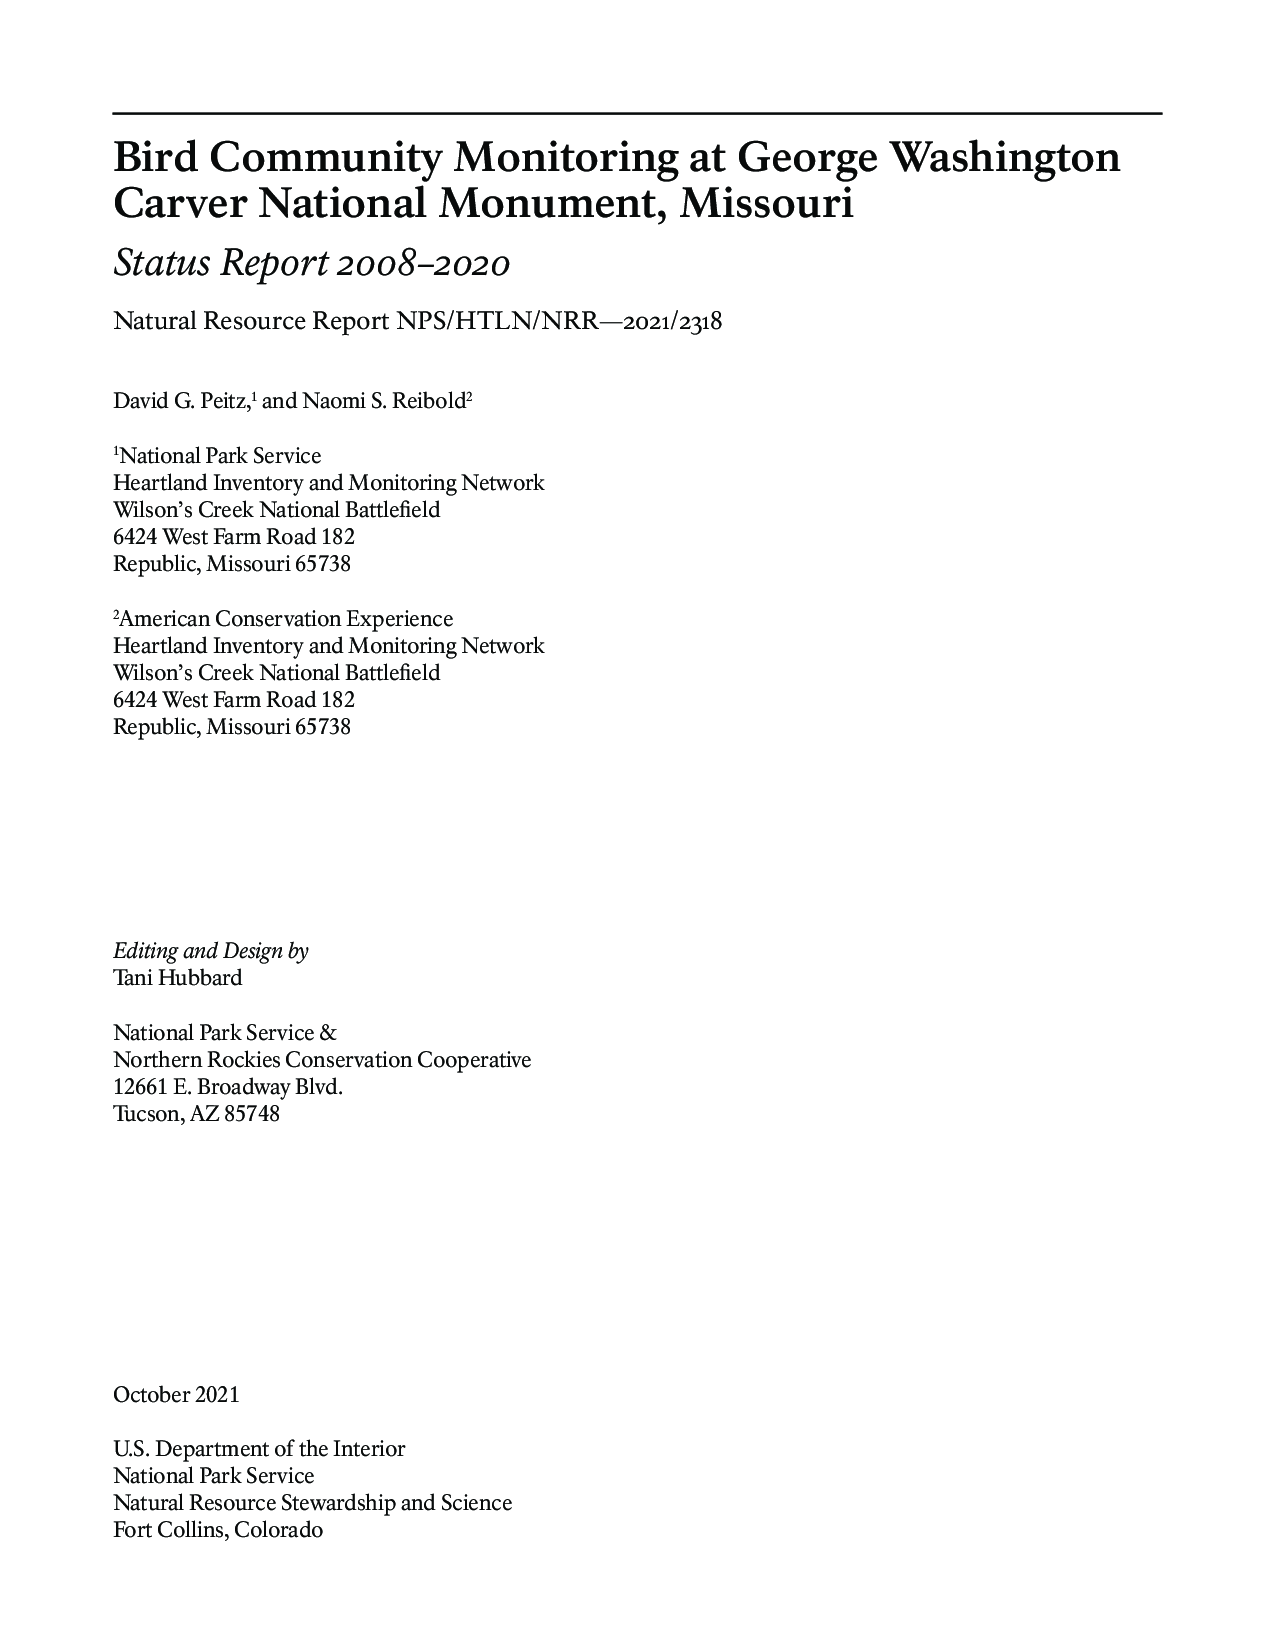 Bird Community Monitoring at George Washington
Carver National Monument, Missouri
Status Report 2008–2020
Natural Resource Report NPS/HTLN/NRR—2021/2318
David G. Peitz,¹ and Naomi S. Reibold²
¹National Park Service
Heartland Inventory and Monitoring Network
Wilson’s Creek National Battlefield
6424 West Farm Road 182
Republic, Missouri 65738
²American Conservation Experience
Heartland Inventory and Monitoring Network
Wilson’s Creek National Battlefield
6424 West Farm Road 182
Republic, Missouri 65738
Editing and Design by
Tani Hubbard
National Park Service &
Northern Rockies Conservation Cooperative
12661 E. Broadway Blvd.
Tucson, AZ 85748
October 2021
U.S. Department of the Interior
National Park Service
Natural Resource Stewardship and Science
Fort Collins, Colorado